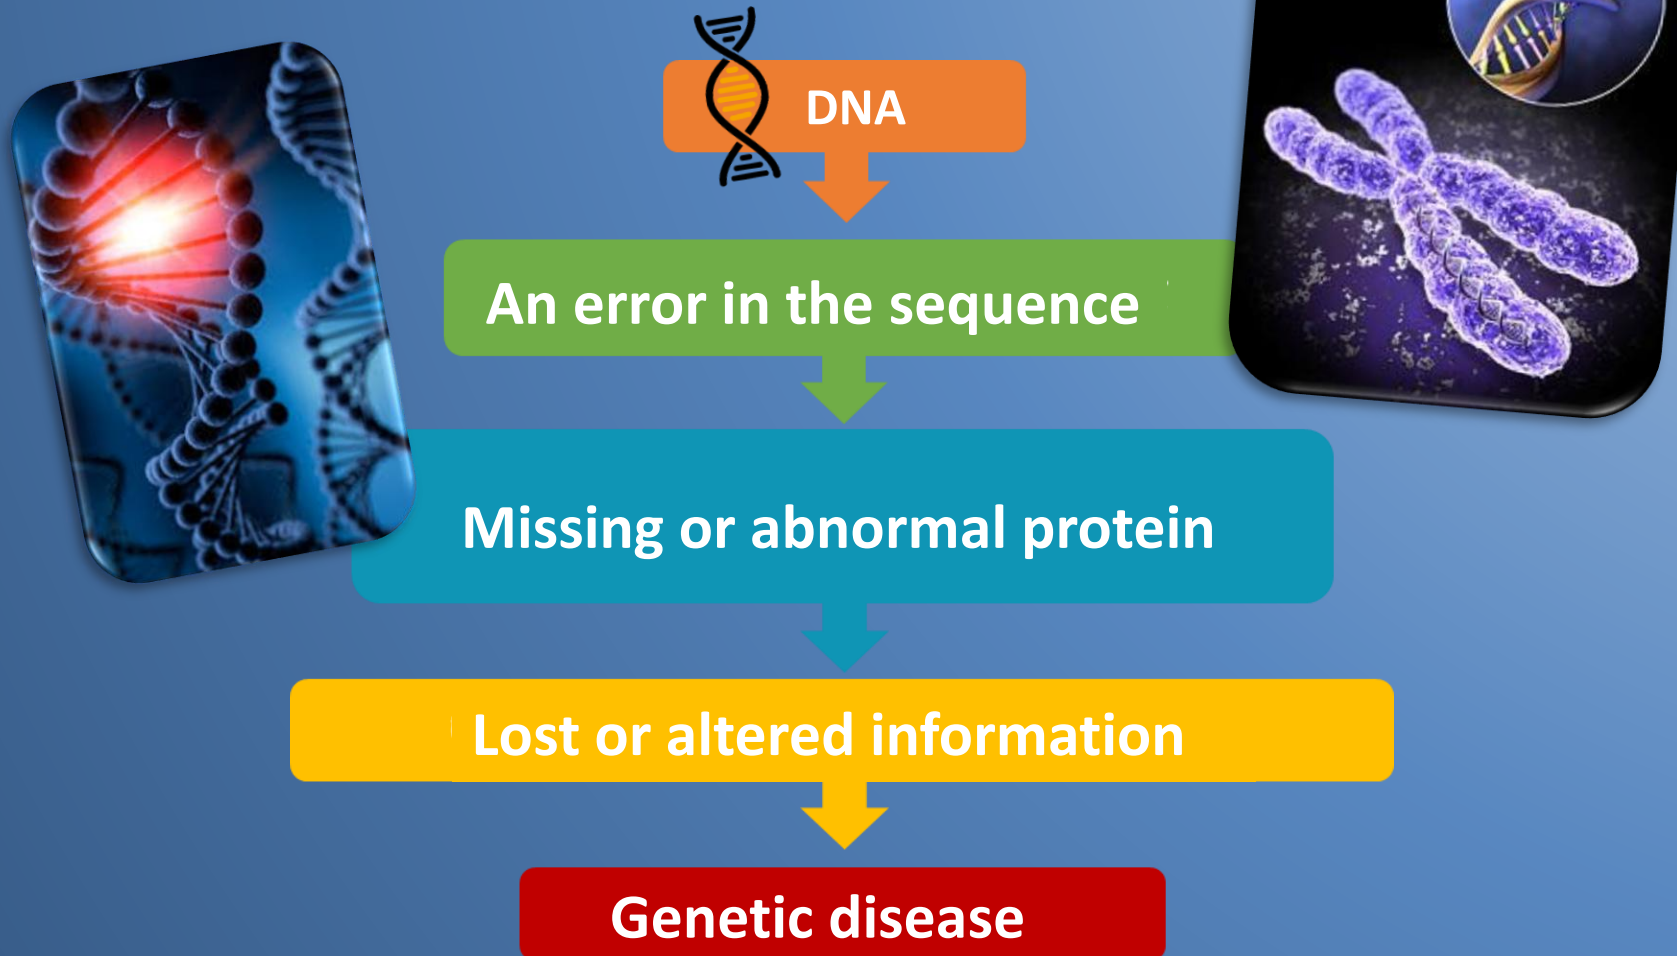 DNA
An error in the sequence
Missing or abnormal protein
Lost or altered information
Genetic disease